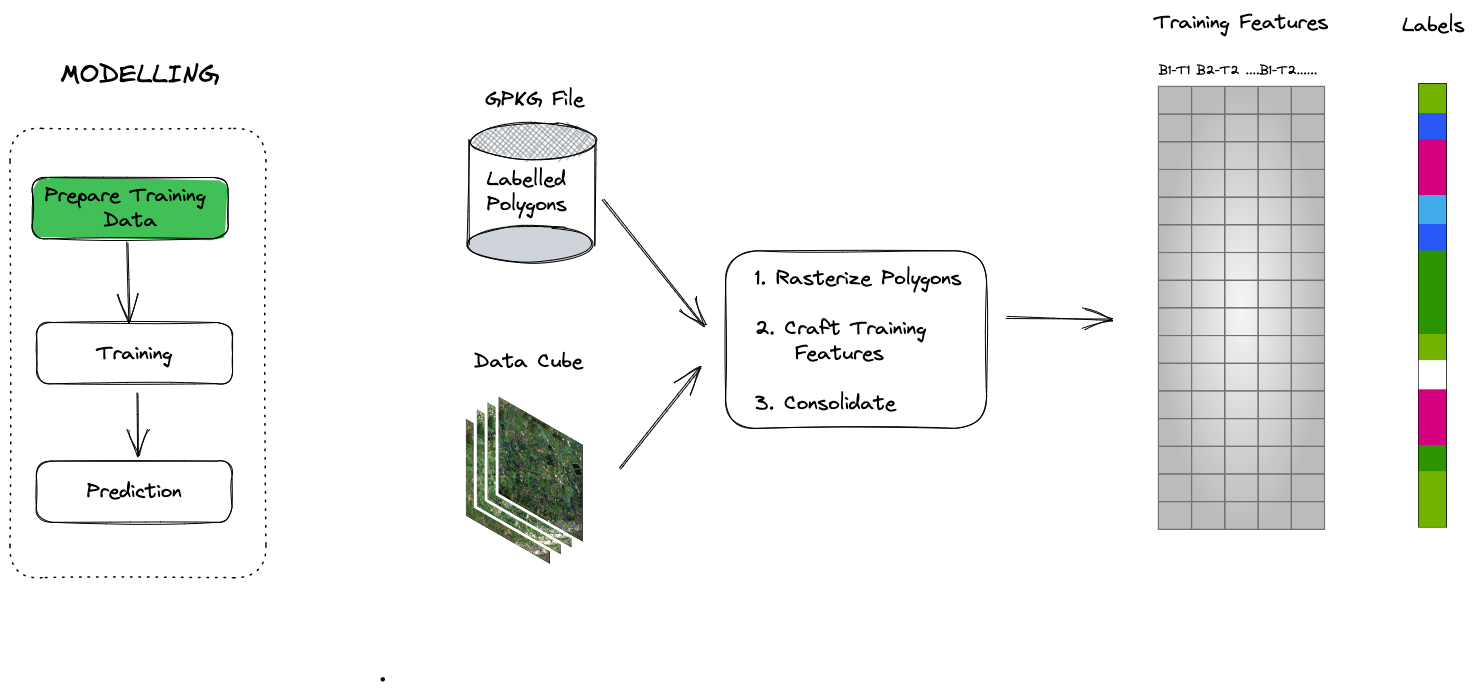 MODELLING
Prepare Training
Data
Training
Prediction
GPKG File
Labelled
Polygons
Data Cube
1. Rasterize Polygons
2. Craft Training
Features
3. Consolidate
Training Features
B1-T1 B2-T2 ....B1-T2......
Labels